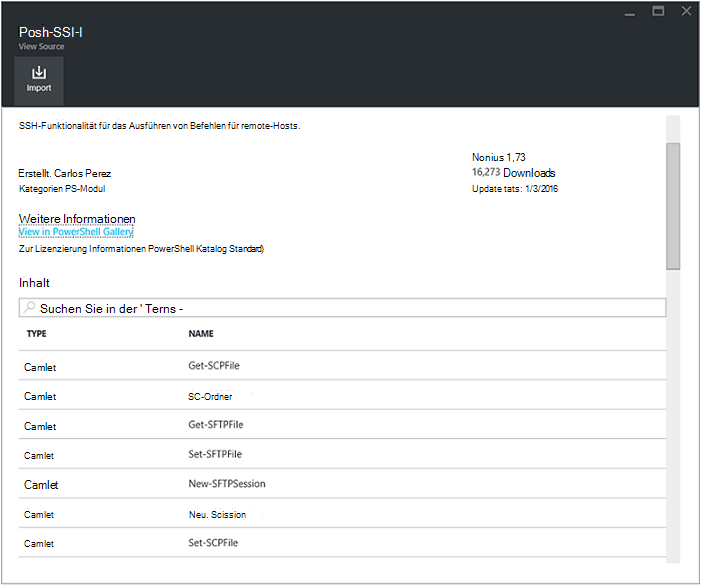 Posh-SSI-I
View Source
Import
SSH-Funktionalität für das Ausführen von Befehlen für remote-Hosts.
Nonius 1,73
Erstellt. Carlos Perez
16,273 Downloads
Kategorien PS-Modul
Update tats: 1/3/2016
Weitere Informationen
View in PowerShell Gallery
Zur Lizenzierung Informationen PowerShell Katalog Standard)
Inhalt
Suchen Sie in der ' Terns -
TYPE NAME
Camlet Get-SCPFile
Camlet SC-Ordner
Camlet Get-SFTPFile
Camlet Set-SFTPFile
Camlet New-SFTPSession
Camlet Neu. Scission
Camlet Set-SCPFile